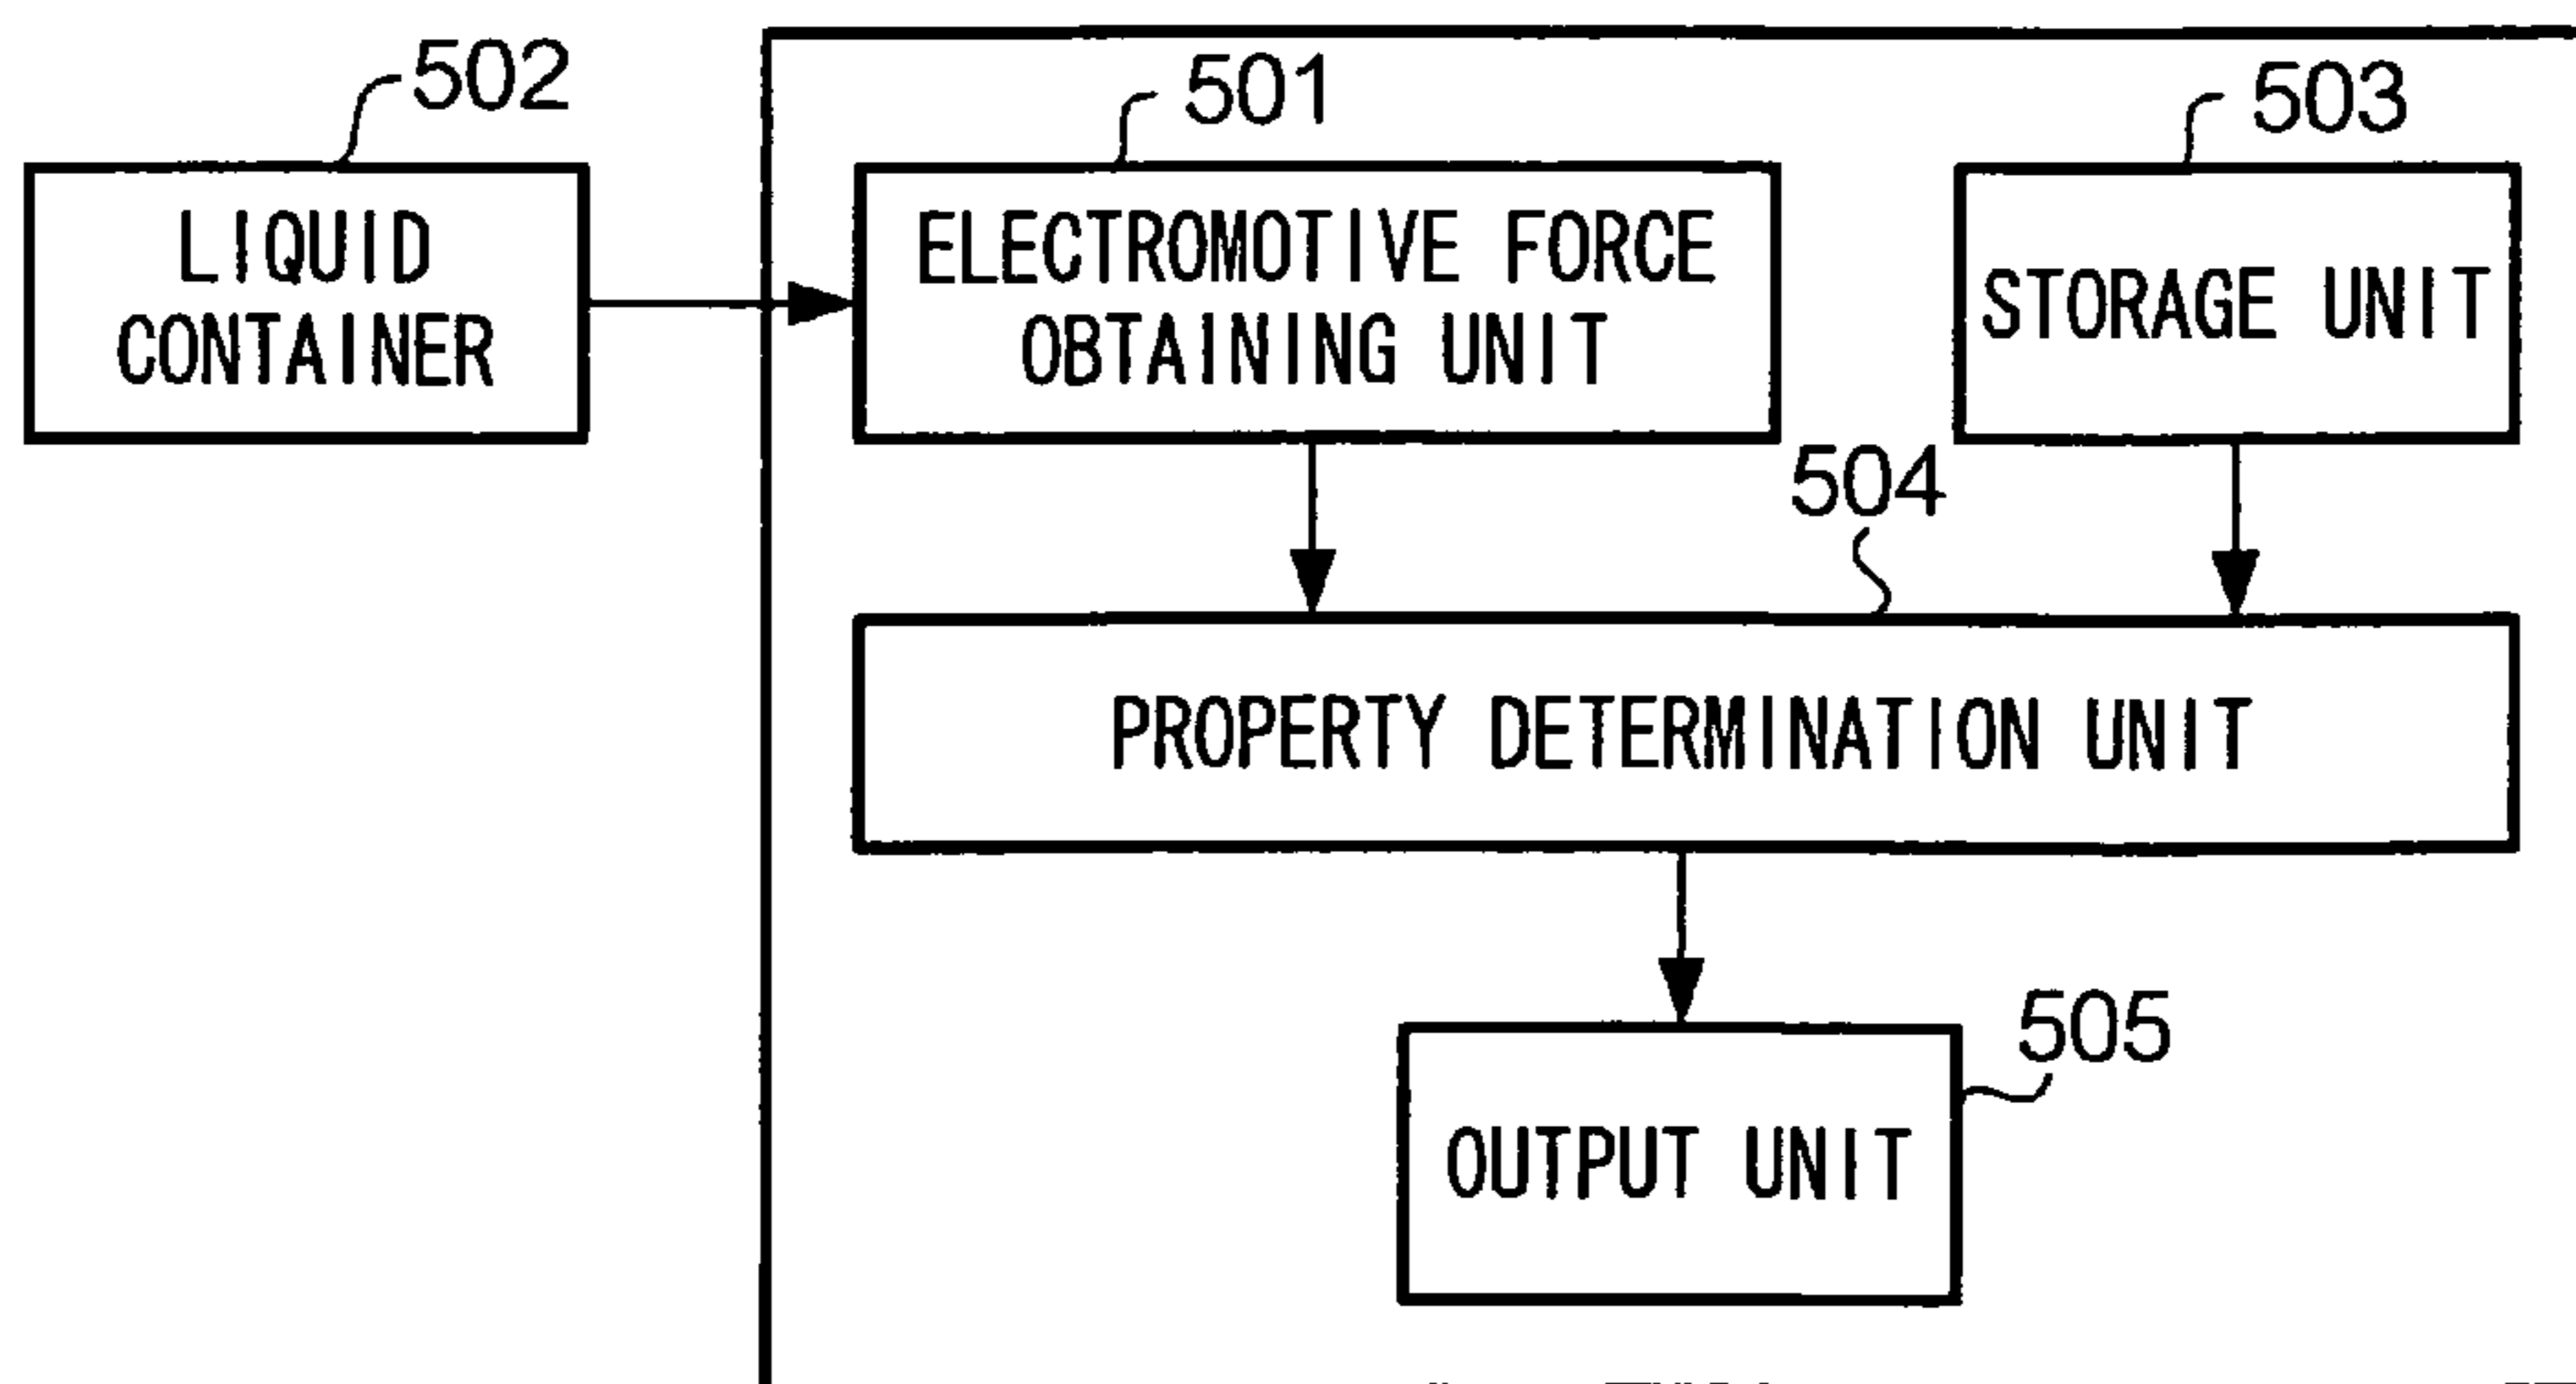 502
501
503
LIQUID
CONTAINER
ELECTROMOTIVE FORCE
OBTAINING UNIT
STORAGE UNIT
504
PROPERTY DETERMINATION UNIT
505
OUTPUT UNIT